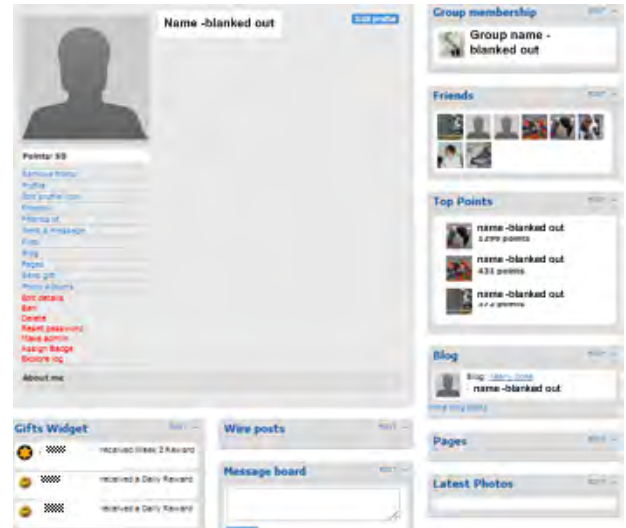 Name -blanked out
Edit profile
Points: 
Remove friend
Profile
Edit profile icon
Friends
Friends of
Send a message
Files
Blog
Pages
Send gift
Photo albums
Edit details
Ban
Delete
Reset password
Make admin
Assign Badge
Explore log
About me
Gifts Widget
received Week 2 Reward
received a Daily Reward
received a Daily Reward
Wire posts
Message board
Group membership
Group name -
blanked out
Friends
Top Points
name -blanked out
1299 points
name -blanked out
431 points
name -blanked out
points
Blog
Blog:
name -blanked out
Pages
Latest Photos